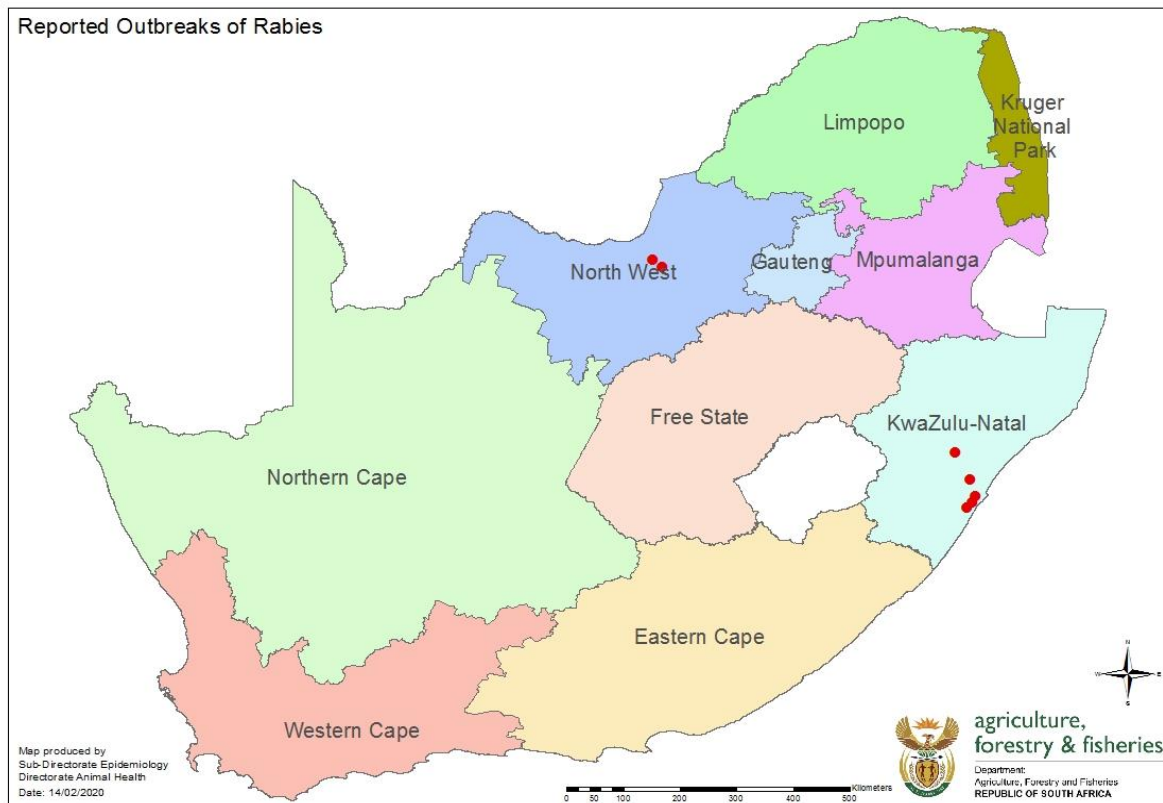 Reported Outbreaks of Rabies
Limpopo
Kruger
National
Park
North West
Gauteng
Mpumalanga
Free State
KwaZulu-Natal
Northern Cape
Eastern Cape
Western Cape
N
W
E
S
Map produced by
Sub-Directorate Epidemiology
Directorate Animal Health
Date: 14/02/2020
Kilometers
0 50 100 200 300 400 500
agriculture,
forestry & fisheries
Department:
Agriculture, Forestry and Fisheries
REPUBLIC OF SOUTH AFRICA